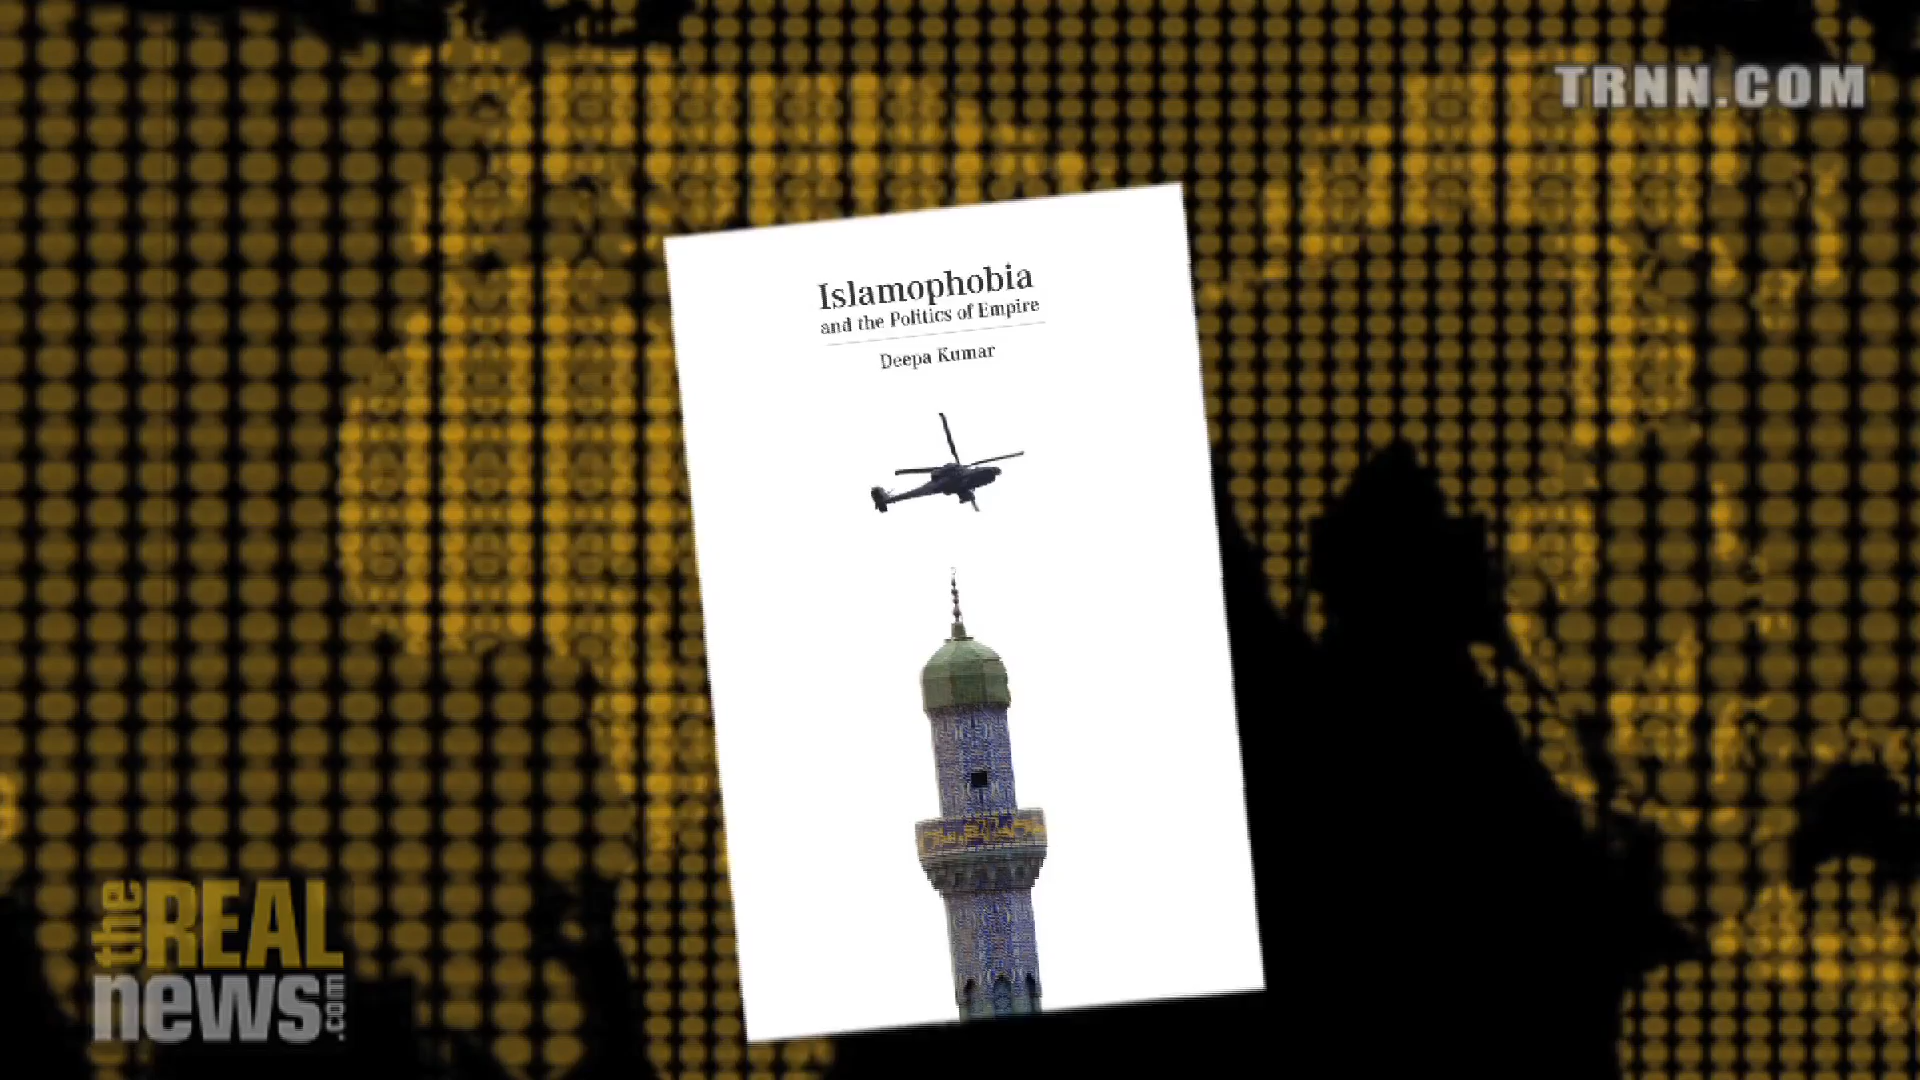 TRNN.COM
Islamophobia
and the Politics of Empire
Deepa Kumar
the REAL
news.com